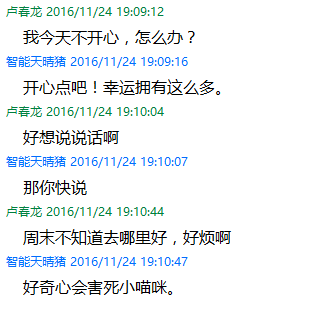 卢春龙 2016/11/24 19:09:12
我今天不开心，怎么办？
智能天晴猪 2016/11/24 19:09:16
开心点吧！幸运拥有这么多。
卢春龙 2016/11/24 19:10:04
好想说说话啊
智能天晴猪 2016/11/24 19:10:07
那你快说
卢春龙 2016/11/24 19:10:44
周末不知道去哪里好，好烦啊
智能天晴猪 2016/11/24 19:10:47
好奇心会害死小喵咪。